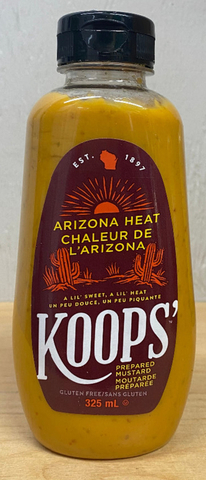 EST. 1897
ARIZONA HEAT
CHALEUR DE
L'ARIZONA
A LIL' SWEET, A LIL' HEAT
UN PEU DOUCE, UN PEU PIQUANTE
KOOPS'
PREPARED
MUSTARD
MOUTARDE
PRÉPARÉE
GLUTEN FREE/SANS GLUTEN
325 mL